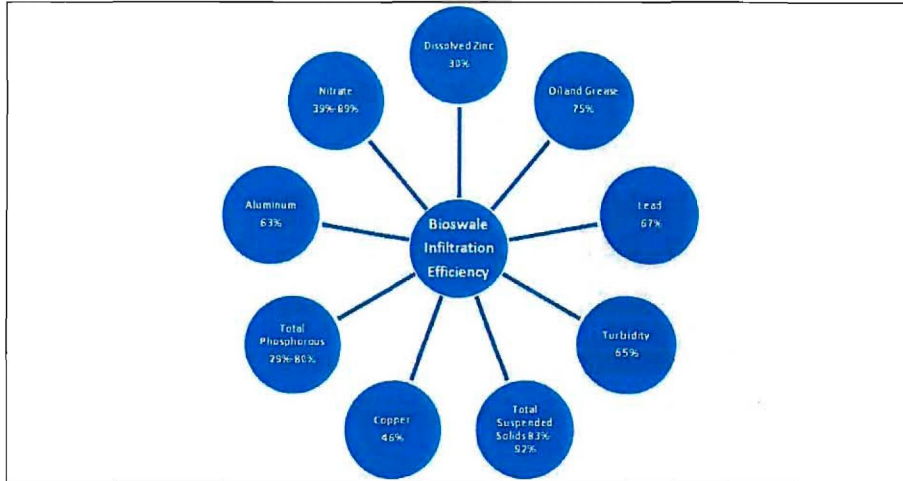 Bioswale
Infiltration
Efficiency
Dissolved Zinc
30%
Oil and Grease
75%
Lead
67%
Turbidity
65%
Total
Suspended
Solids 83%-
92%
Copper
46%
Total
Phosphorous
29%-80%
Aluminum
63%
Nitrate
39%-89%